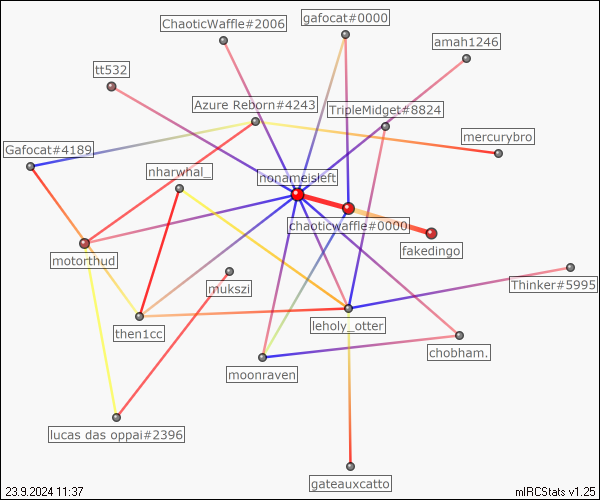 ChaoticWaffle#2006
gafocat#0000
amah1246
tt532
Azure Reborn#4243
TripleMidget#8824
mercurybro
Gafocat#4189
nharwhal_
nonameisleft
chaoticwaffle#0000
fakedingo
motorthud
mukszi
Thinker#5995
then1cc
leholy_otter
chobham.
moonraven
lucas das oppai#2396
gateauxcatto
23.9.2024 11:37
mIRCStats v1.25